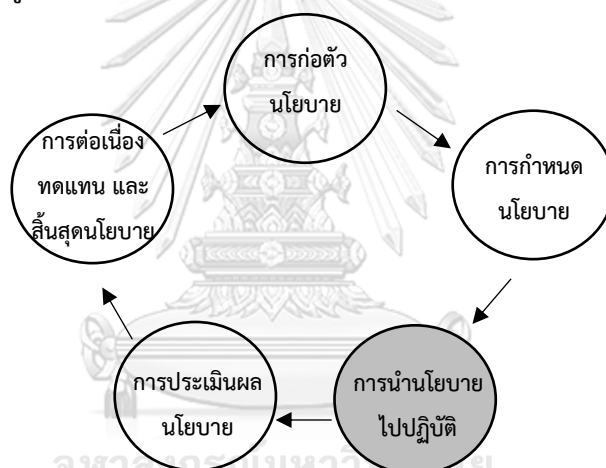 การก่อตัว
นโยบาย
การกำหนด
นโยบาย
การนำนโยบาย
ไปปฏิบัติ
การประเมินผล
นโยบาย
การต่อเนื่อง
ทดแทน และ
สิ้นสุดนโยบาย